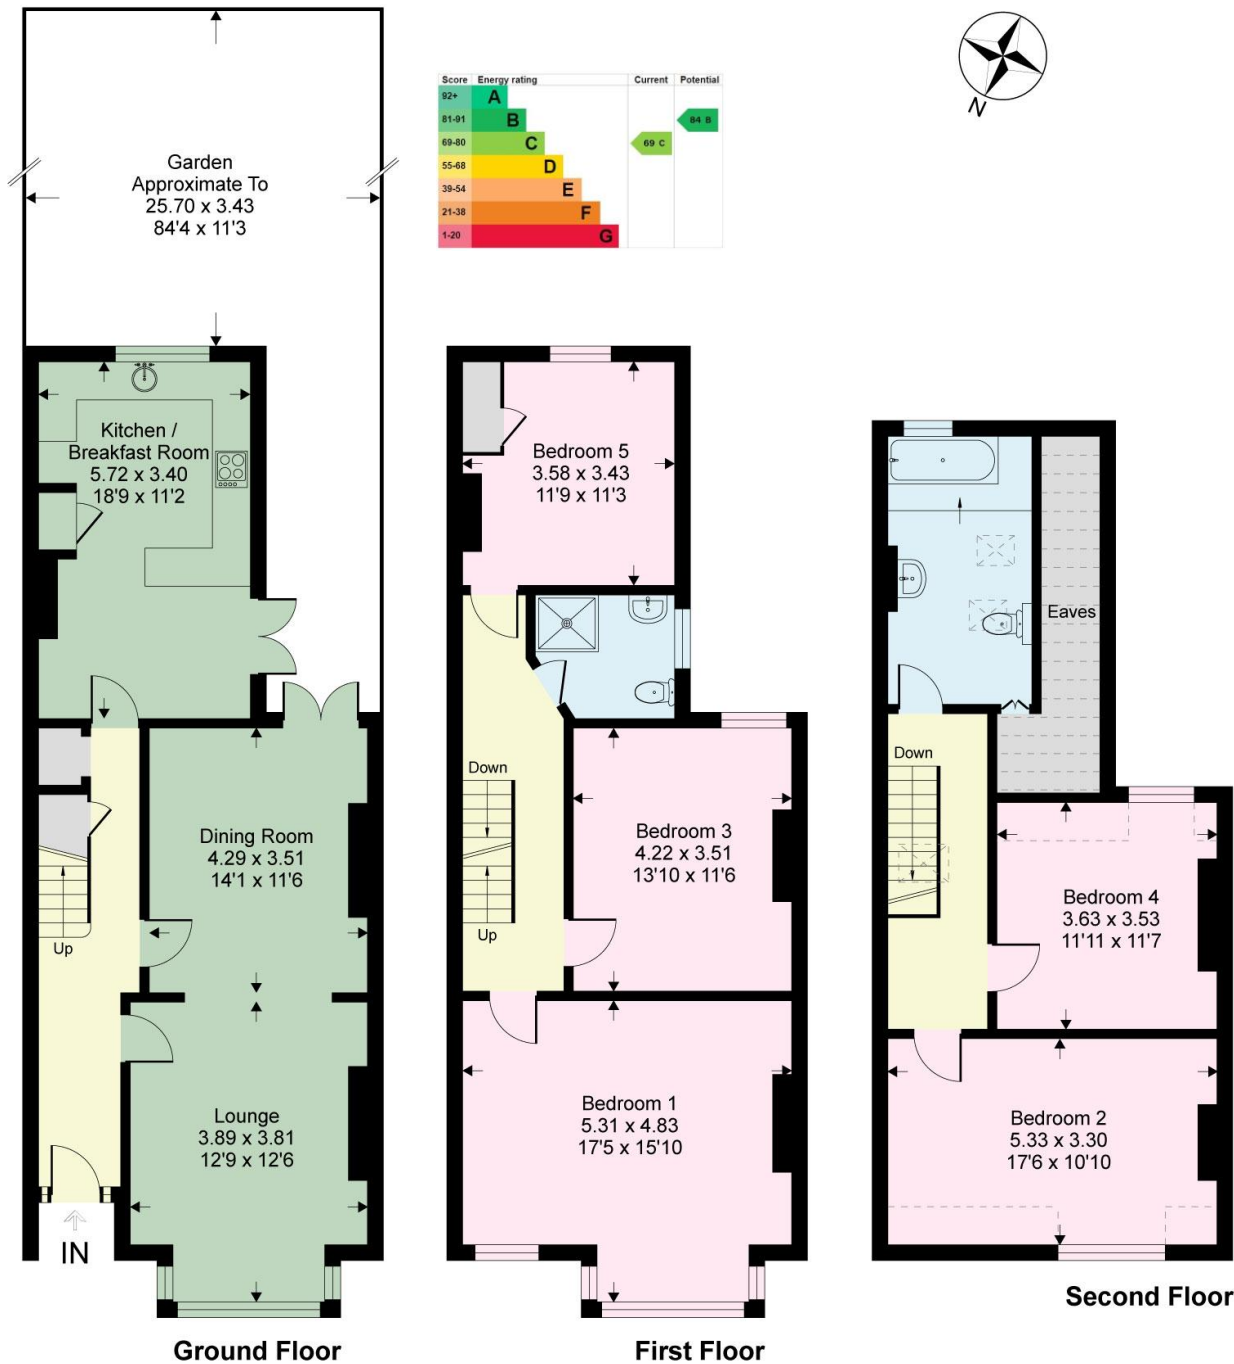 Garden
Approximate To
25.70 x 3.43
84'4 x 11'3
Score Energy rating Current Potential
92+ A
81-91 B 84 B
69-80 C 69 C
55-68 D
39-54 E
21-38 F
1-20 G
N
Kitchen /
Breakfast Room
5.72 x 3.40
18'9 x 11'2
Dining Room
4.29 x 3.51
14'1 x 11'6
Up
Lounge
3.89 x 3.81
12'9 x 12'6
IN
Ground Floor
Bedroom 5
3.58 x 3.43
11'9 x 11'3
Down
Up
Bedroom 3
4.22 x 3.51
13'10 x 11'6
Bedroom 1
5.31 x 4.83
17'5 x 15'10
First Floor
Eaves
Down
Bedroom 4
3.63 x 3.53
11'11 x 11'7
Bedroom 2
5.33 x 3.30
17'6 x 10'10
Second Floor